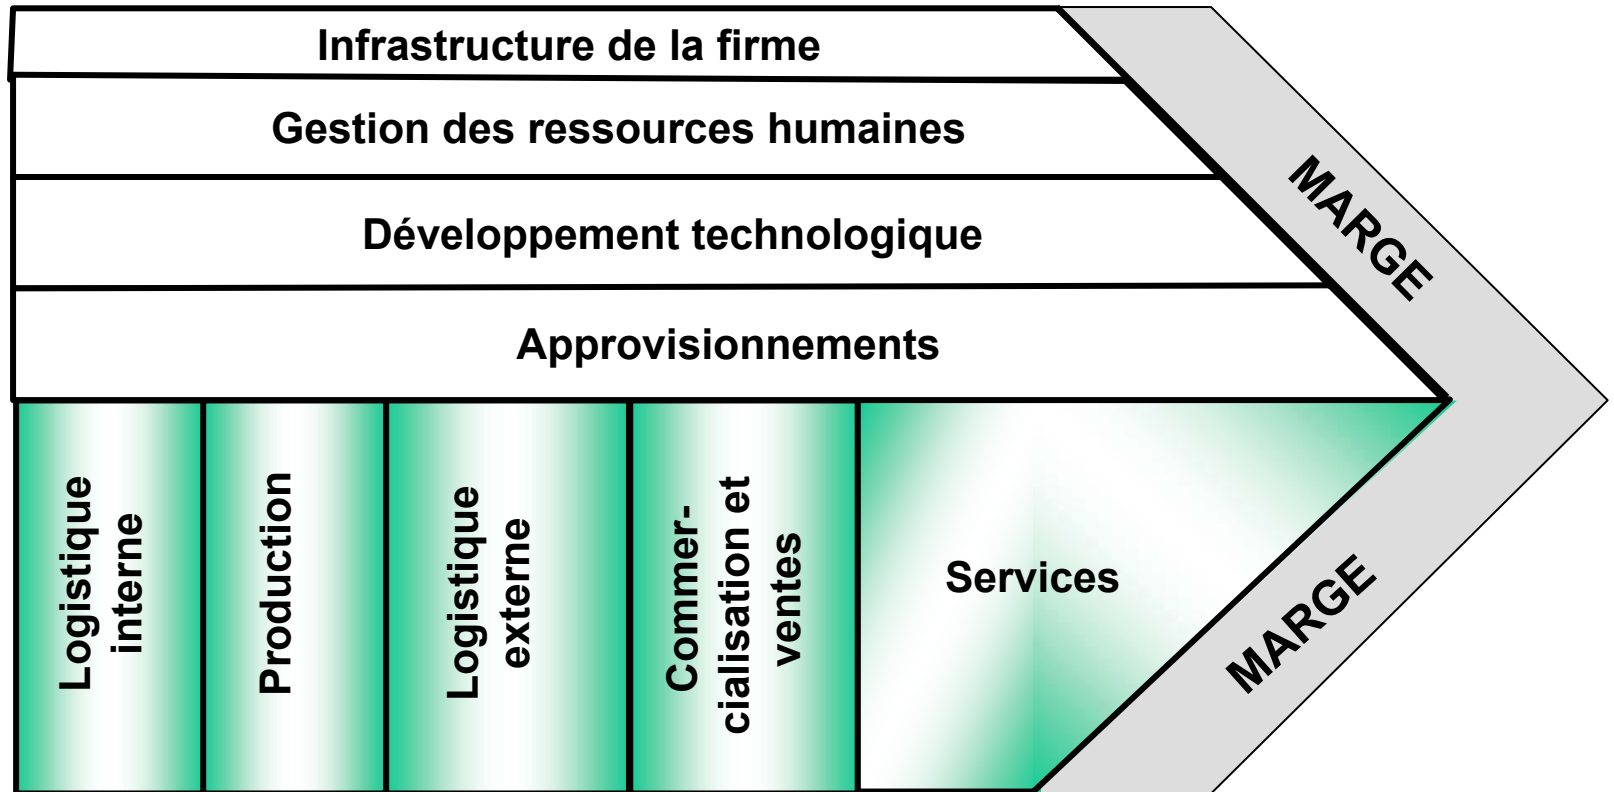 Infrastructure de la firme
Gestion des ressources humaines
Développement technologique
Approvisionnements
MARGE
Logistique
interne
Production
Logistique
externe
Commer-
cialisation et
ventes
Services
MARGE